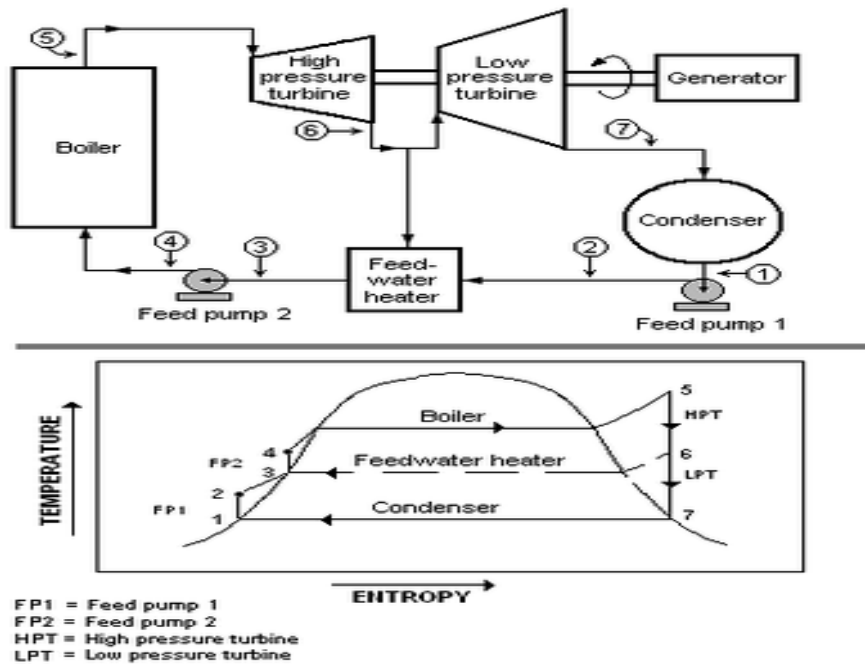 5
High
pressure
turbine
Low
pressure
turbine
Generator
6
7
Boiler
Condenser
4
3
2
1
Feed-
water
heater
Feed pump 2
Feed pump 1
TEMPERATURE
5
Boiler
HPT
4
FP2
3
Feedwater heater
6
LPT
2
FP1
1
Condenser
7
ENTROPY
FP1 = Feed pump 1
FP2 = Feed pump 2
HPT = High pressure turbine
LPT = Low pressure turbine